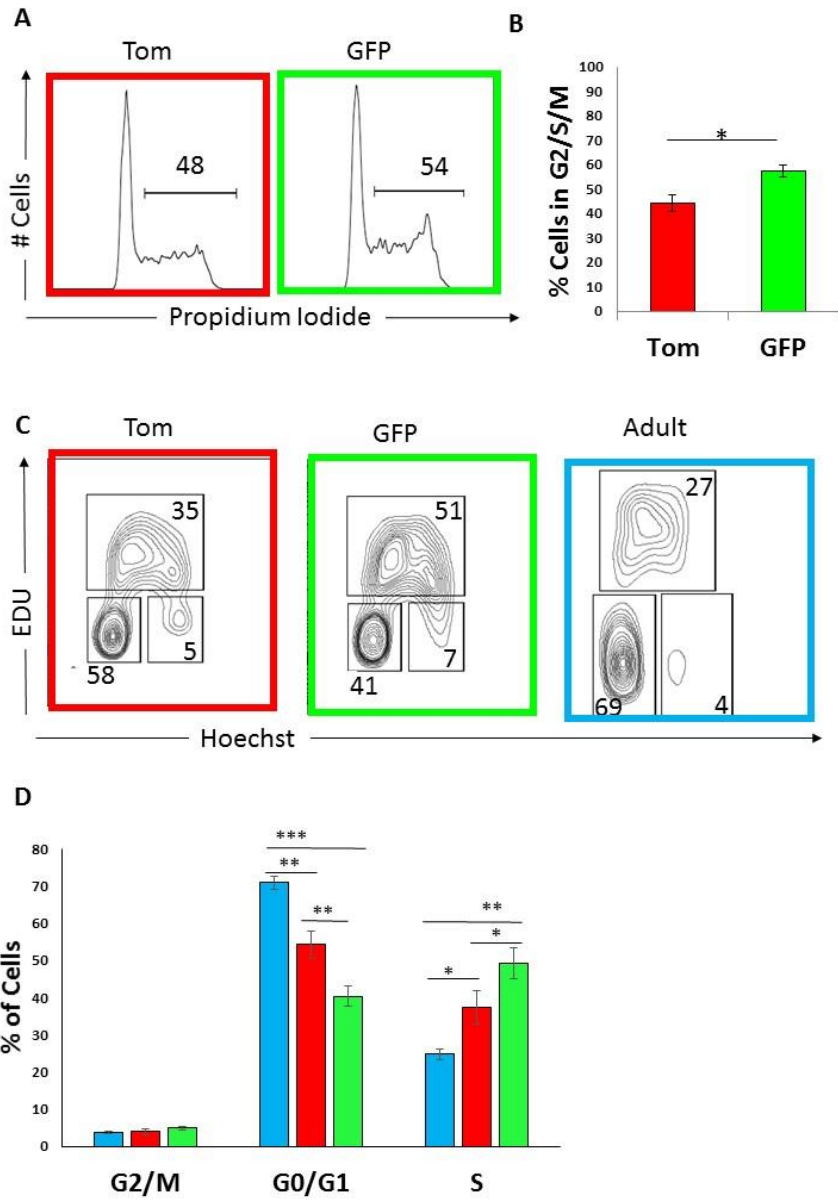 A
Tom
GFP
# Cells
48
54
Propidium Iodide
B
% Cells in G2/S/M
100
90
80
70
60
50
40
30
20
10
0
*
Tom
GFP
C
Tom
GFP
Adult
EDU
35
58
5
51
41
7
27
69
4
Hoechst
D
% of Cells
80
70
60
50
40
30
20
10
0
***
**
**
**
*
*
G2/M
G0/G1
S